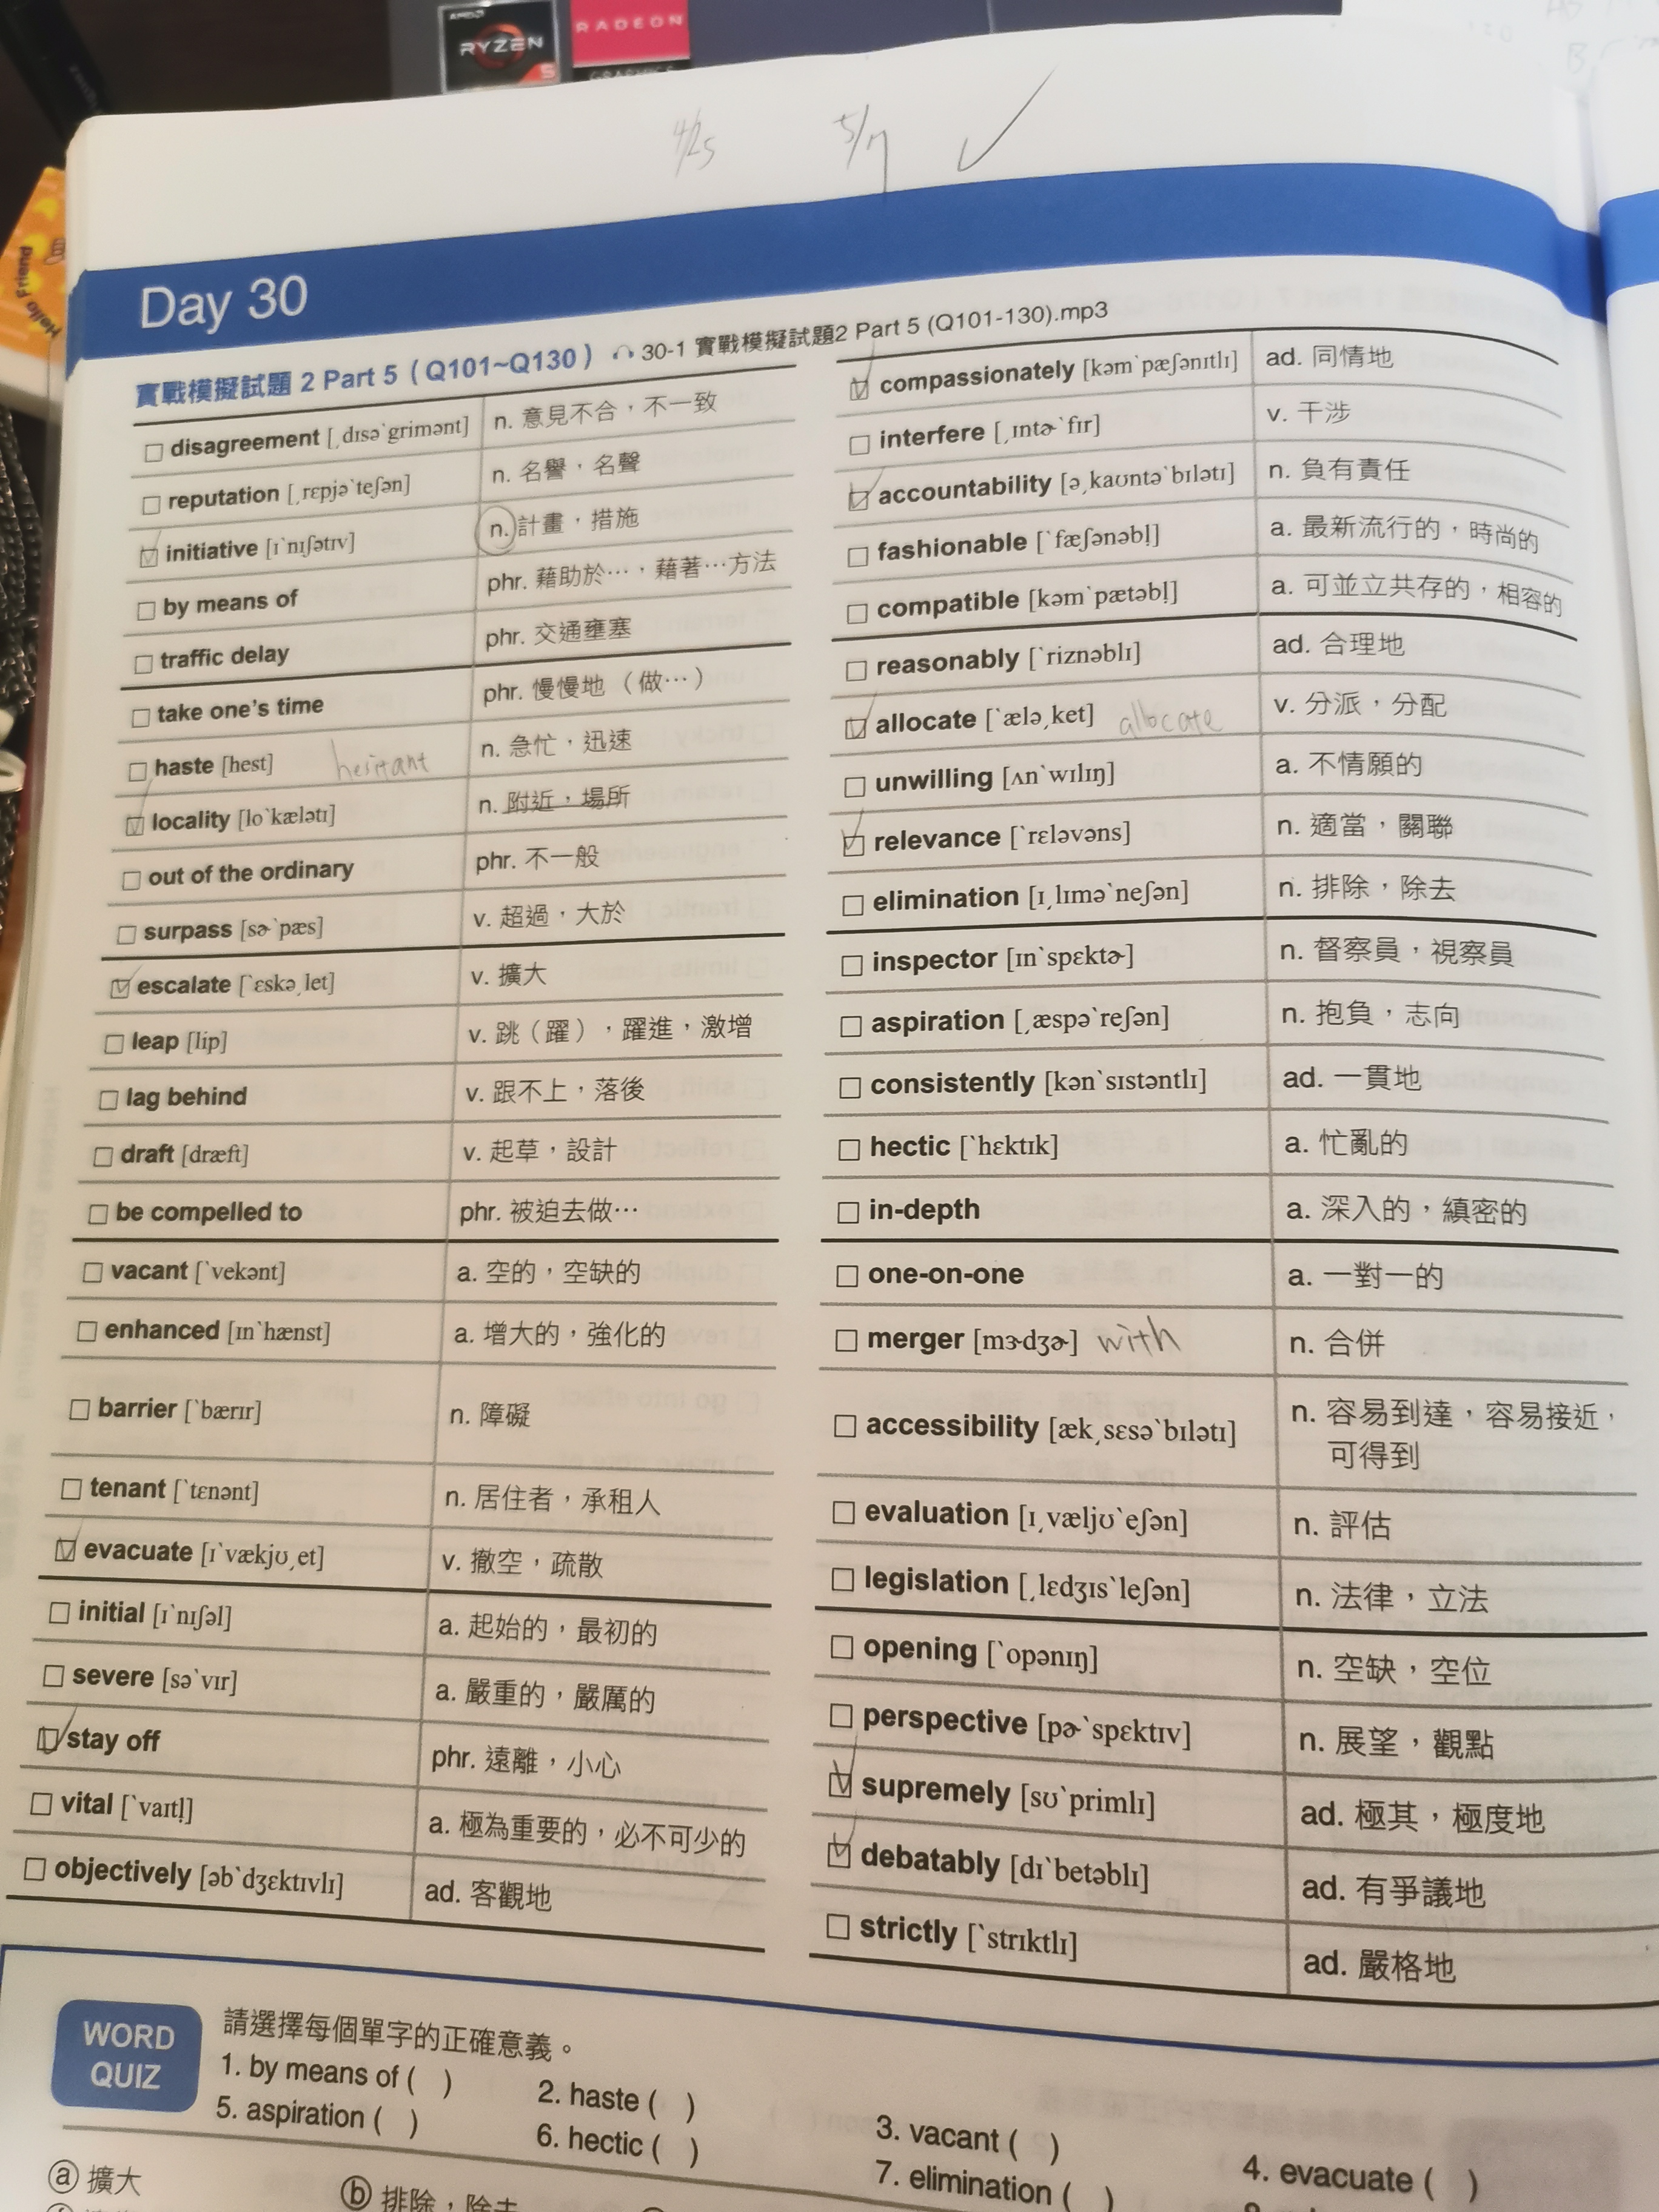 AMD
RYZEN
5
RADEON
GRAPHICS
Hello Friend
4/25 5/7
Day 30
實戰模擬試題 2 Part 5 (Q101~Q130) 30-1 實戰模擬試題2 Part 5 (Q101-130).mp3
disagreement [ˌdɪsəˋgrimənt] n. 意見不合，不一致
reputation [ˌrɛpjəˋteʃən] n. 名譽，名聲
initiative [ɪˋnɪʃətɪv] n. 計畫，措施
by means of phr. 藉助於…，藉著…方法
traffic delay phr. 交通壅塞
take one's time phr. 慢慢地（做…）
haste [hest] hesitant n. 急忙，迅速
locality [loˋkælətɪ] n. 附近，場所
out of the ordinary phr. 不一般
surpass [sɚˋpæs] v. 超過，大於
escalate [ˋɛskəˌlet] v. 擴大
leap [lip] v. 跳（躍），躍進，激增
lag behind v. 跟不上，落後
draft [dræft] v. 起草，設計
be compelled to phr. 被迫去做…
vacant [ˋvekənt] a. 空的，空缺的
enhanced [ɪnˋhænst] a. 增大的，強化的
barrier [ˋbærɪr] n. 障礙
tenant [ˋtɛnənt] n. 居住者，承租人
evacuate [ɪˋvækjʊˌet] v. 撤空，疏散
initial [ɪˋnɪʃəl] a. 起始的，最初的
severe [səˋvɪr] a. 嚴重的，嚴厲的
stay off phr. 遠離，小心
vital [ˋvaɪtḷ] a. 極為重要的，必不可少的
objectively [əbˋdʒɛktɪvlɪ] ad. 客觀地
compassionately [kəmˋpæʃənɪtlɪ] ad. 同情地
interfere [ˌɪntɚˋfɪr] v. 干涉
accountability [əˌkaʊntəˋbɪlətɪ] n. 負有責任
fashionable [ˋfæʃənəbḷ] a. 最新流行的，時尚的
compatible [kəmˋpætəbḷ] a. 可並立共存的，相容的
reasonably [ˋriznəblɪ] ad. 合理地
allocate [ˋæləˌket] allocate v. 分派，分配
unwilling [ʌnˋwɪlɪŋ] a. 不情願的
relevance [ˋrɛləvəns] n. 適當，關聯
elimination [ɪˌlɪməˋneʃən] n. 排除，除去
inspector [ɪnˋspɛktɚ] n. 督察員，視察員
aspiration [ˌæspəˋreʃən] n. 抱負，志向
consistently [kənˋsɪstəntlɪ] ad. 一貫地
hectic [ˋhɛktɪk] a. 忙亂的
in-depth a. 深入的，縝密的
one-on-one a. 一對一的
merger [mɝdʒɚ] with n. 合併
accessibility [ækˌsɛsəˋbɪlətɪ] n. 容易到達，容易接近，
可得到
evaluation [ɪˌvæljʊˋeʃən] n. 評估
legislation [ˌlɛdʒɪsˋleʃən] n. 法律，立法
opening [ˋopənɪŋ] n. 空缺，空位
perspective [pɚˋspɛktɪv] n. 展望，觀點
supremely [sʊˋprimlɪ] ad. 極其，極度地
debatably [dɪˋbetəblɪ] ad. 有爭議地
strictly [ˋstrɪktlɪ] ad. 嚴格地
WORD
QUIZ
請選擇每個單字的正確意義。
1. by means of ( ) 2. haste ( ) 3. vacant ( ) 4. evacuate ( )
5. aspiration ( ) 6. hectic ( ) 7. elimination ( )
ⓐ 擴大 ⓑ 排除，除去